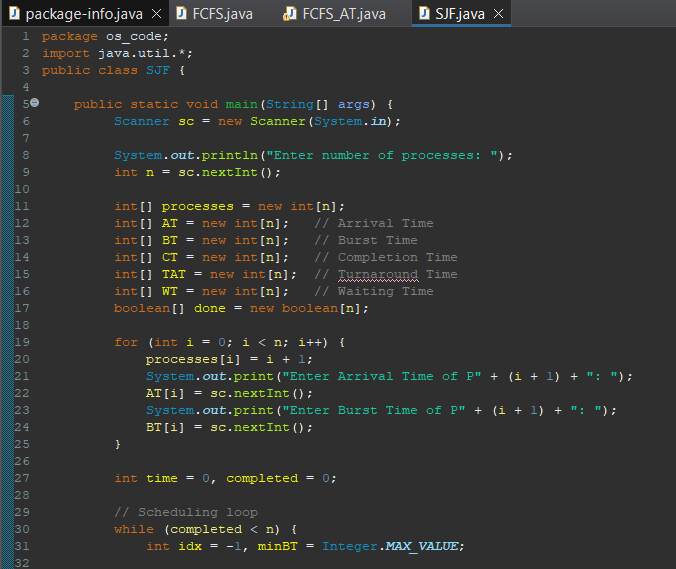 package-info.java FCFS.java FCFS_AT.java SJF.java
1 package os_code;
2 import java.util.*;
3 public class SJF {
4
5 public static void main(String[] args) {
6 Scanner sc = new Scanner(System.in);
7
8 System.out.println("Enter number of processes: ");
9 int n = sc.nextInt();
10
11 int[] processes = new int[n];
12 int[] AT = new int[n]; // Arrival Time
13 int[] BT = new int[n]; // Burst Time
14 int[] CT = new int[n]; // Completion Time
15 int[] TAT = new int[n]; // Turnaround Time
16 int[] WT = new int[n]; // Waiting Time
17 boolean[] done = new boolean[n];
18
19 for (int i = 0; i < n; i++) {
20 processes[i] = i + 1;
21 System.out.print("Enter Arrival Time of P" + (i + 1) + ": ");
22 AT[i] = sc.nextInt();
23 System.out.print("Enter Burst Time of P" + (i + 1) + ": ");
24 BT[i] = sc.nextInt();
25 }
26
27 int time = 0, completed = 0;
28
29 // Scheduling loop
30 while (completed < n) {
31 int idx = -1, minBT = Integer.MAX_VALUE;
32